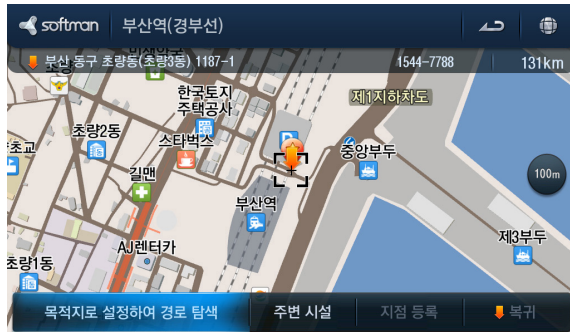 softman 부산역(경부선)
부산 동구 초량동(초량3동) 1187-1 1544-7788 131km
한국토지
주택공사
제1지하차도
초량2동
스타벅스
중앙부두
길맨
100m
부산역
제3부두
AJ렌터카
초량1동
목적지로 설정하여 경로 탐색 주변 시설 지점 등록 복귀